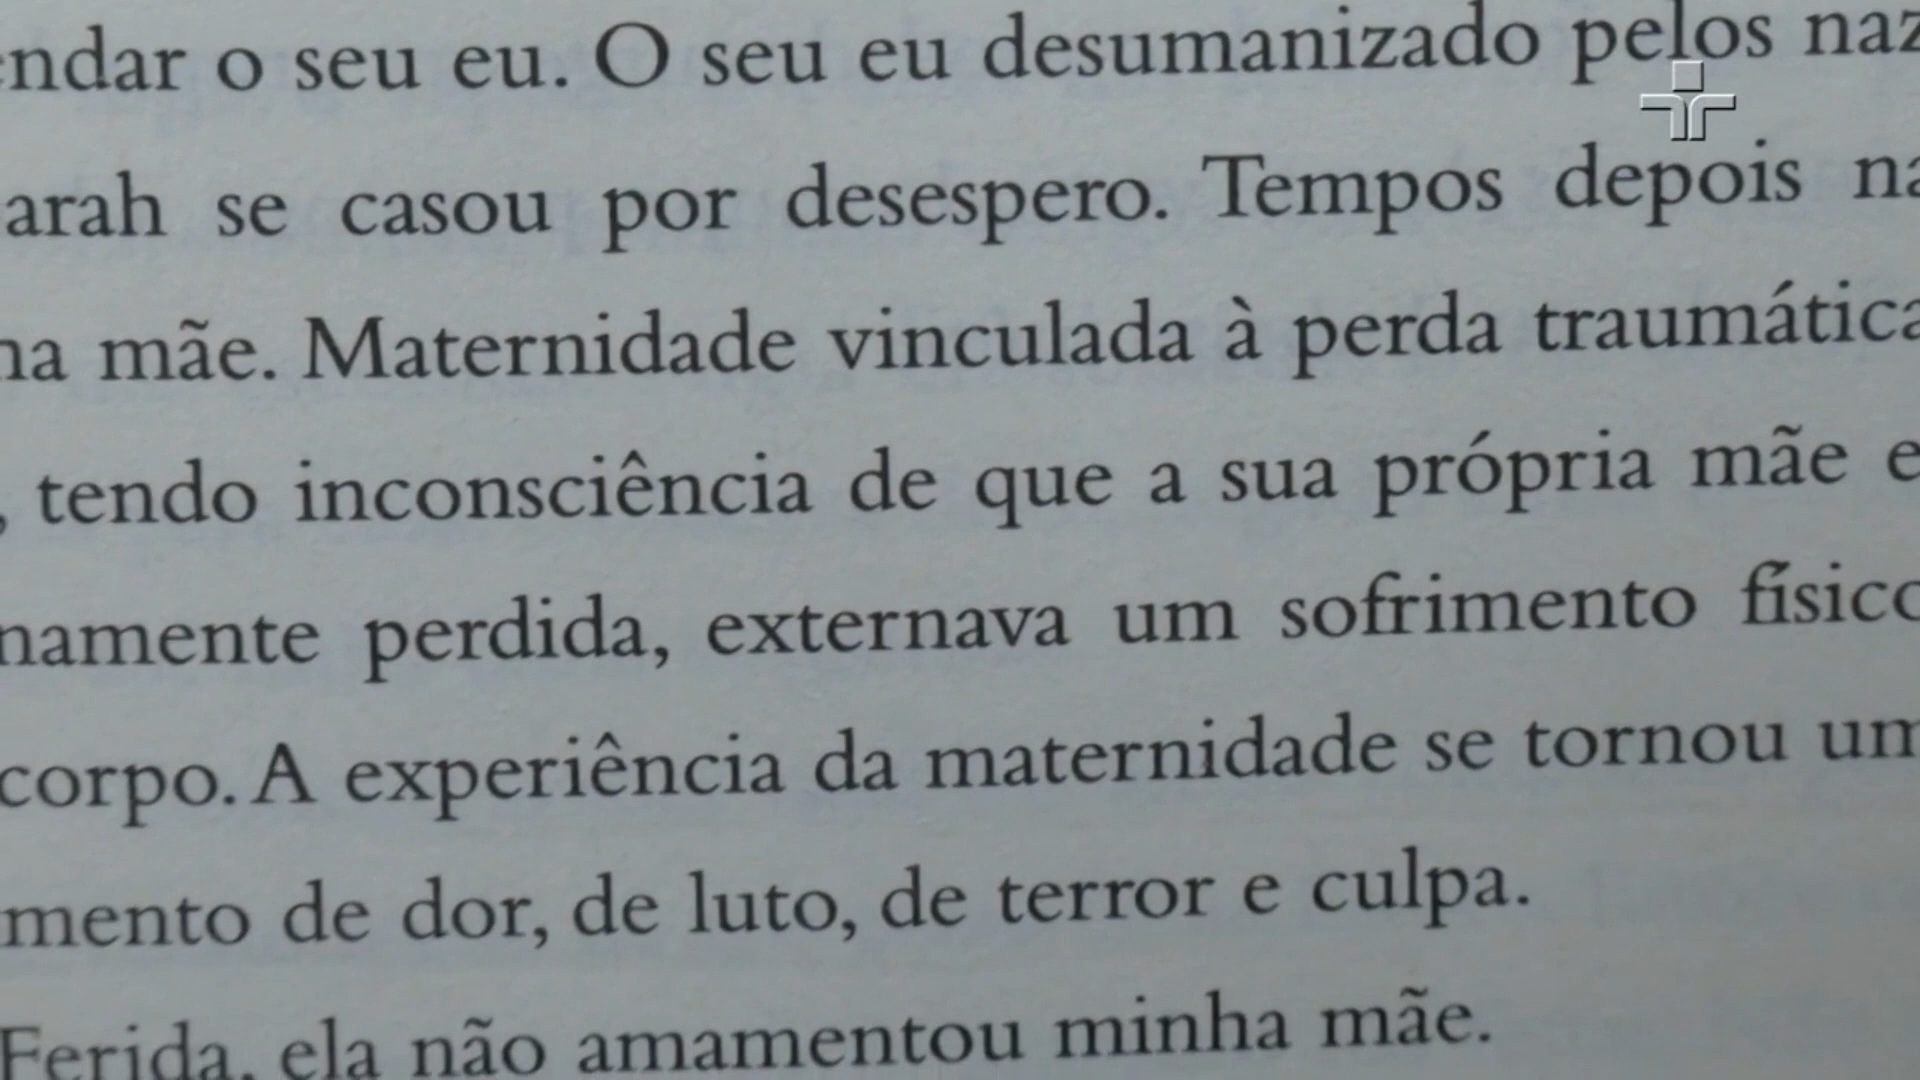 ndar o seu eu. O seu eu desumanizado pelos naz
arah se casou por desespero. Tempos depois na
na mãe. Maternidade vinculada à perda traumática
, tendo inconsciência de que a sua própria mãe e
namente perdida, externava um sofrimento físico
corpo. A experiência da maternidade se tornou um
mento de dor, de luto, de terror e culpa.
Ferida, ela não amamentou minha mãe.